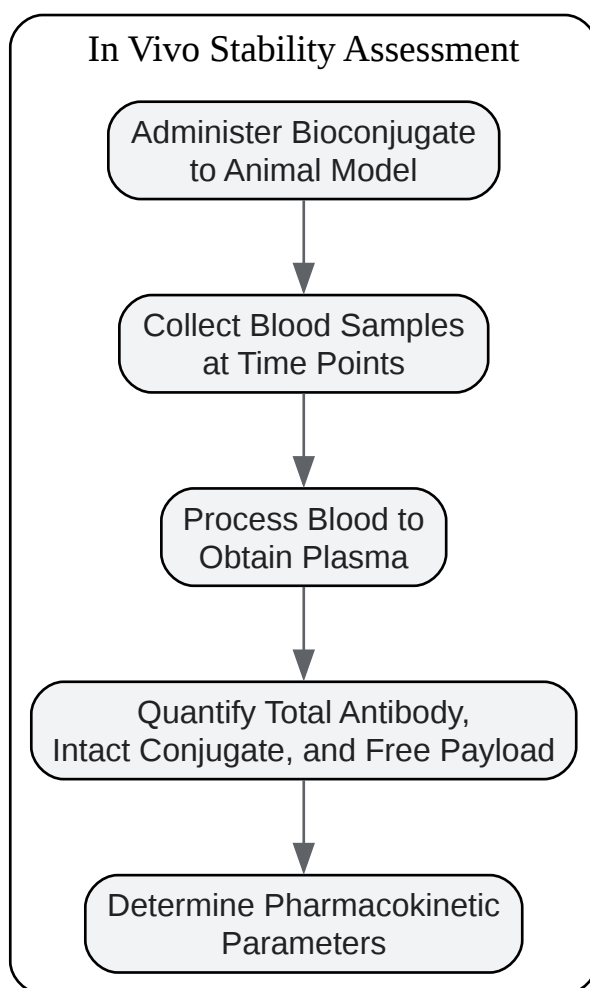 In Vivo Stability Assessment
Administer Bioconjugate
to Animal Model
Collect Blood Samples
at Time Points
Process Blood to
Obtain Plasma
Quantify Total Antibody,
Intact Conjugate, and Free Payload
Determine Pharmacokinetic
Parameters